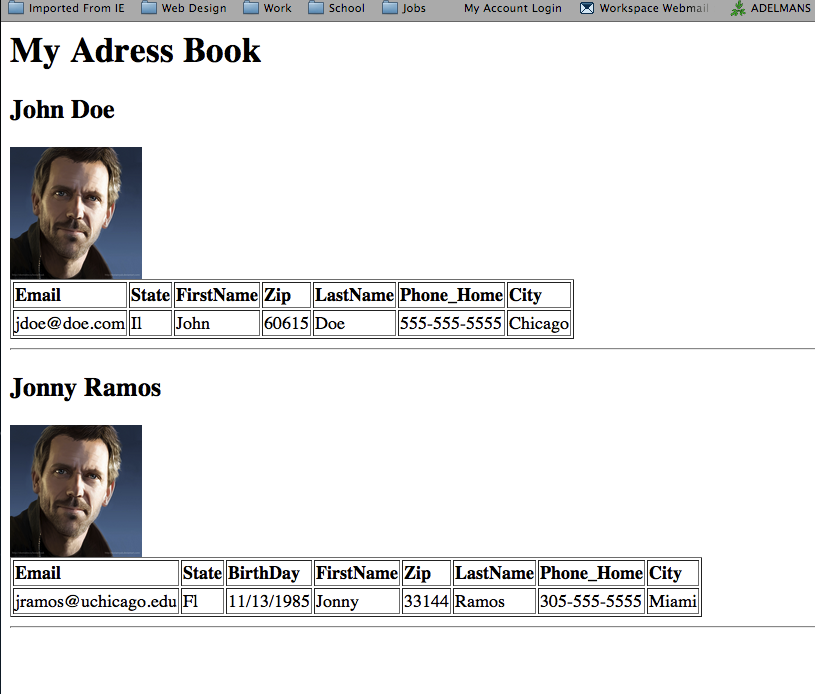 Imported From IE Web Design Work School Jobs My Account Login Workspace Webmail ADELMANS
My Adress Book
John Doe
Email State FirstName Zip LastName Phone_Home City
jdoe@doe.com Il John 60615 Doe 555-555-5555 Chicago
Jonny Ramos
Email State BirthDay FirstName Zip LastName Phone_Home City
jramos@uchicago.edu Fl 11/13/1985 Jonny 33144 Ramos 305-555-5555 Miami